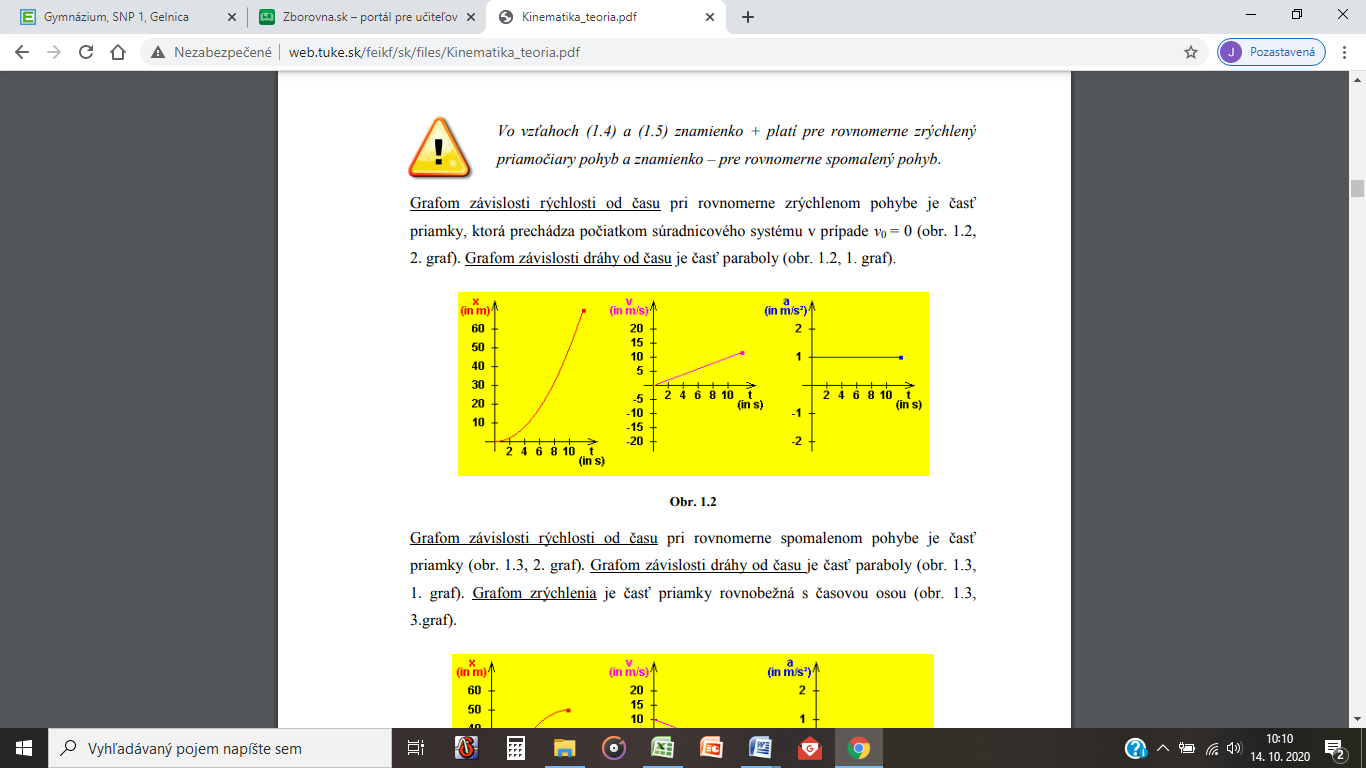 Gymnázium, SNP 1, Gelnica
Zborovna.sk – portál pre učiteľov
Kinematika_teoria.pdf
Nezabezpečené
web.tuke.sk/feikf/sk/files/Kinematika_teoria.pdf
J
Pozastavená
Vo vzťahoch (1.4) a (1.5) znamienko + platí pre rovnomerne zrýchlený
priamočiary pohyb a znamienko – pre rovnomerne spomalený pohyb.
Grafom závislosti rýchlosti od času pri rovnomerne zrýchlenom pohybe je časť
priamky, ktorá prechádza počiatkom súradnicového systému v prípade v0 = 0 (obr. 1.2,
2. graf). Grafom závislosti dráhy od času je časť paraboly (obr. 1.2, 1. graf).
x
(in m)
60
50
40
30
20
10
2 4 6 8 10 t
(in s)
v
(in m/s)
20
15
10
5
-5
-10
-15
-20
2 4 6 8 10 t
(in s)
a
(in m/s²)
2
1
-1
-2
2 4 6 8 10 t
(in s)
Obr. 1.2
Grafom závislosti rýchlosti od času pri rovnomerne spomalenom pohybe je časť
priamky (obr. 1.3, 2. graf). Grafom závislosti dráhy od času je časť paraboly (obr. 1.3,
1. graf). Grafom zrýchlenia je časť priamky rovnobežná s časovou osou (obr. 1.3,
3.graf).
x
(in m)
60
50
40
v
(in m/s)
20
15
10
a
(in m/s²)
2
1
Vyhľadávaný pojem napíšte sem
10:10
14. 10. 2020
2